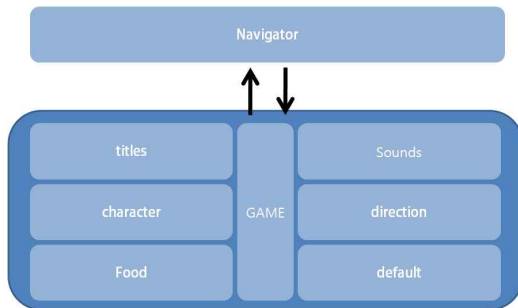 Navigator
titles
Sounds
character
GAME
direction
Food
default